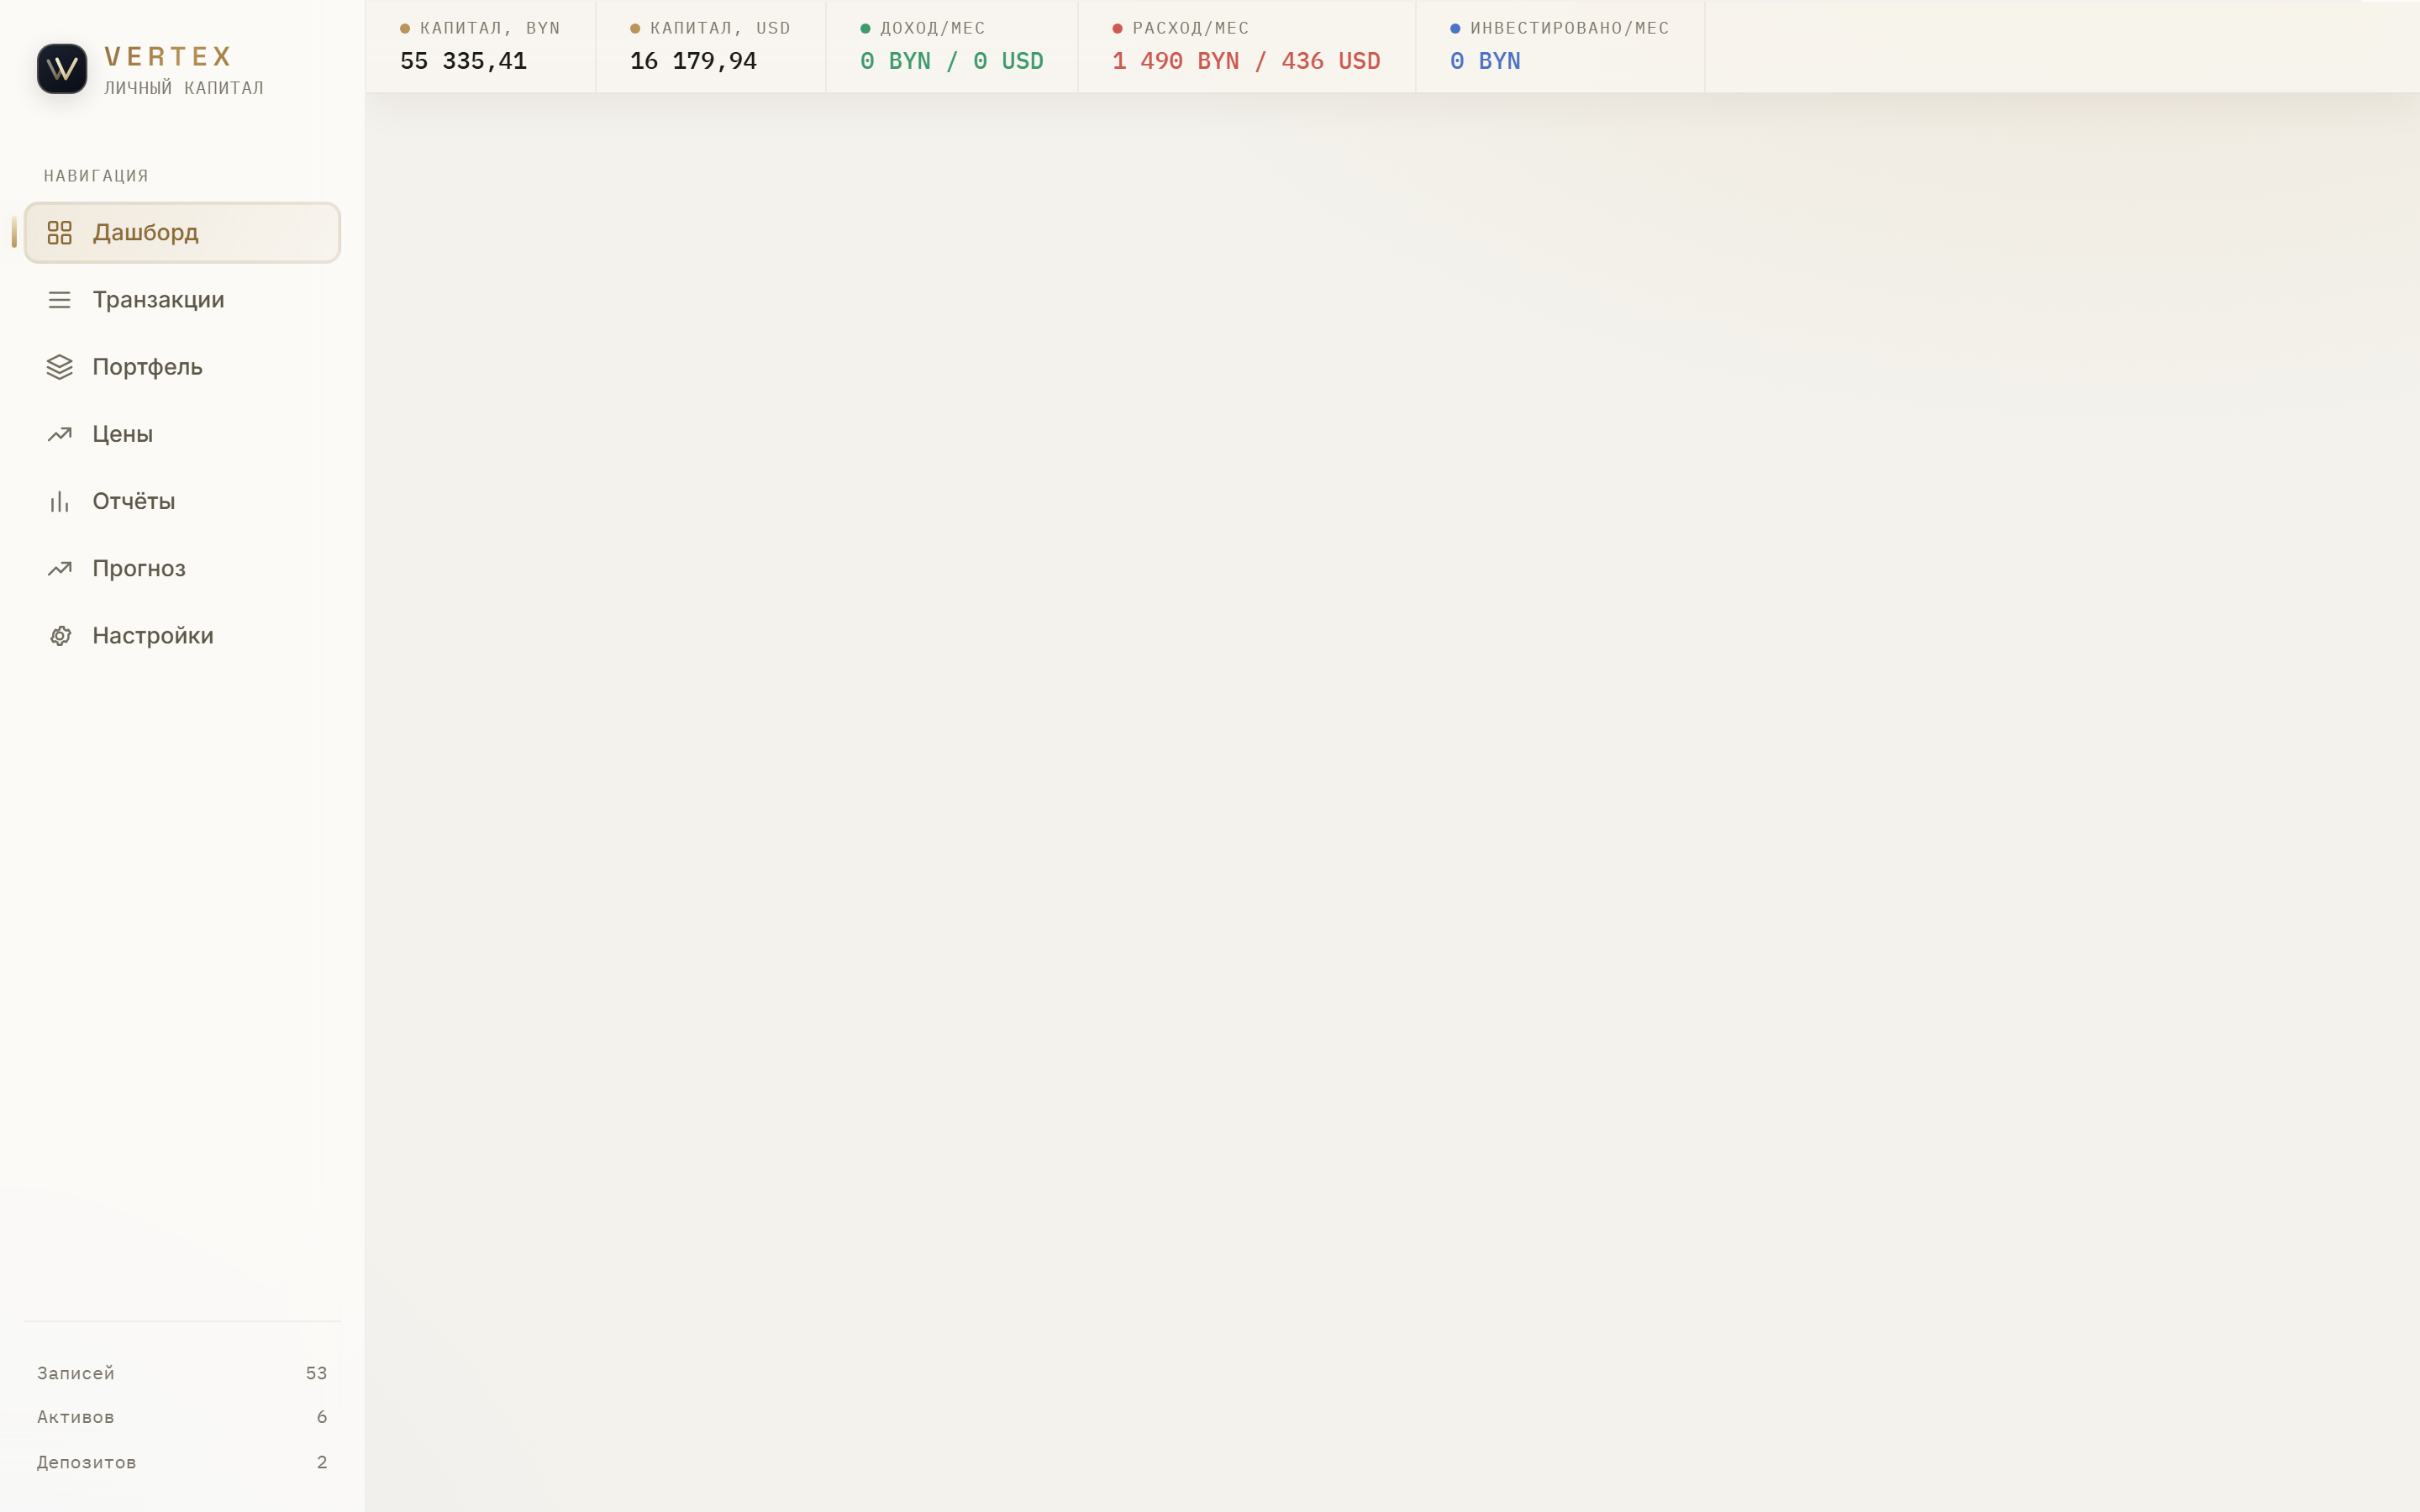 VERTEX
ЛИЧНЫЙ КАПИТАЛ
НАВИГАЦИЯ
Дашборд
Транзакции
Портфель
Цены
Отчёты
Прогноз
Настройки
Записей 53
Активов 6
Депозитов 2
КАПИТАЛ, BYN
55 335,41
КАПИТАЛ, USD
16 179,94
ДОХОД/МЕС
0 BYN / 0 USD
РАСХОД/МЕС
1 490 BYN / 436 USD
ИНВЕСТИРОВАНО/МЕС
0 BYN